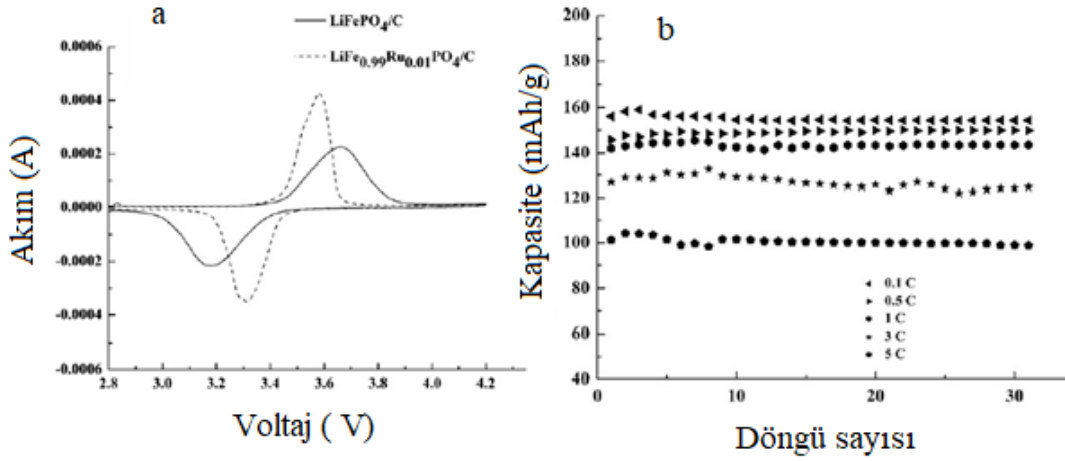 a
LiFePO4/C
LiFe0.99Ru0.01PO4/C
Akım (A)
0.0006
0.0004
0.0002
0.0000
-0.0002
-0.0004
-0.0006
2.8 3.0 3.2 3.4 3.6 3.8 4.0 4.2
Voltaj ( V)
b
Kapasite (mAh/g)
200
180
160
140
120
100
80
60
40
0.1 C
0.5 C
1 C
3 C
5 C
0 10 20 30
Döngü sayısı